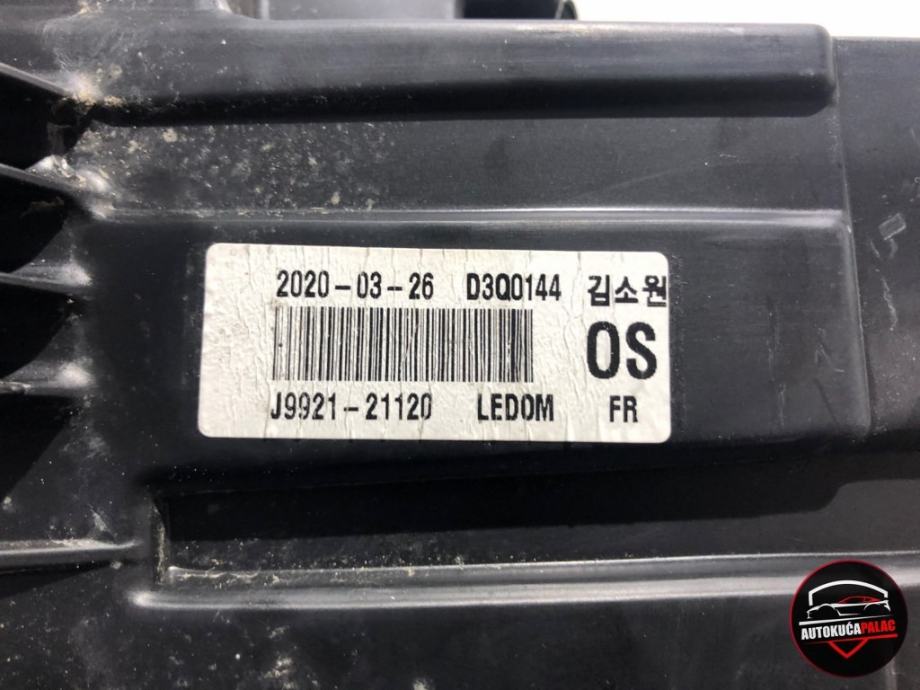 2020-03-26 D3Q0144 김소원
OS
J9921-21120 LEDOM FR
AUTOKUĆAPALAC